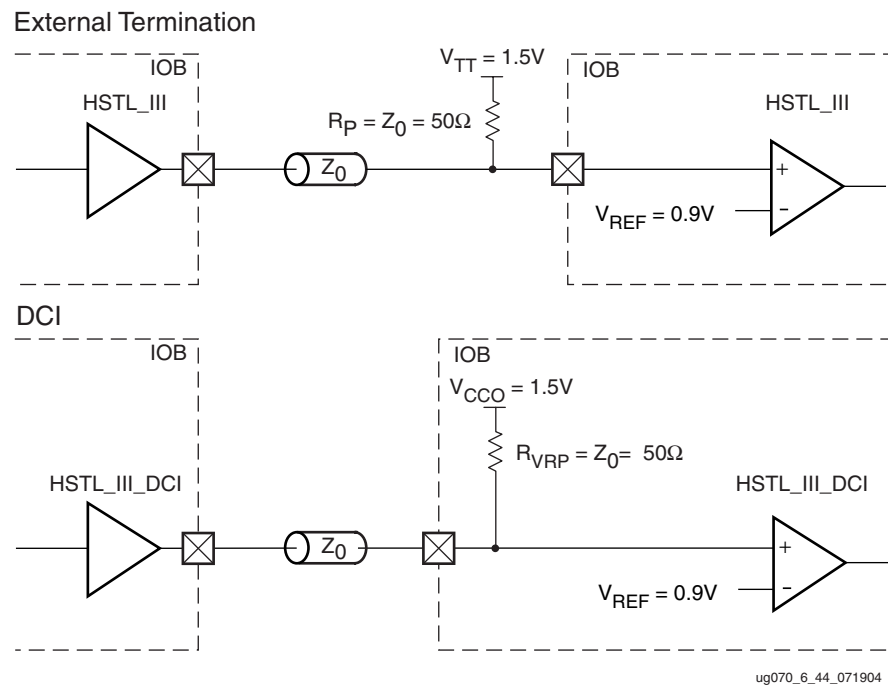 External Termination
IOB
HSTL_III
V_TT = 1.5V
R_P = Z_0 = 50Ω
Z_0
IOB
HSTL_III
+
–
V_REF = 0.9V
DCI
IOB
HSTL_III_DCI
Z_0
IOB
V_CCO = 1.5V
R_VRP = Z_0= 50Ω
HSTL_III_DCI
+
–
V_REF = 0.9V
ug070_6_44_071904